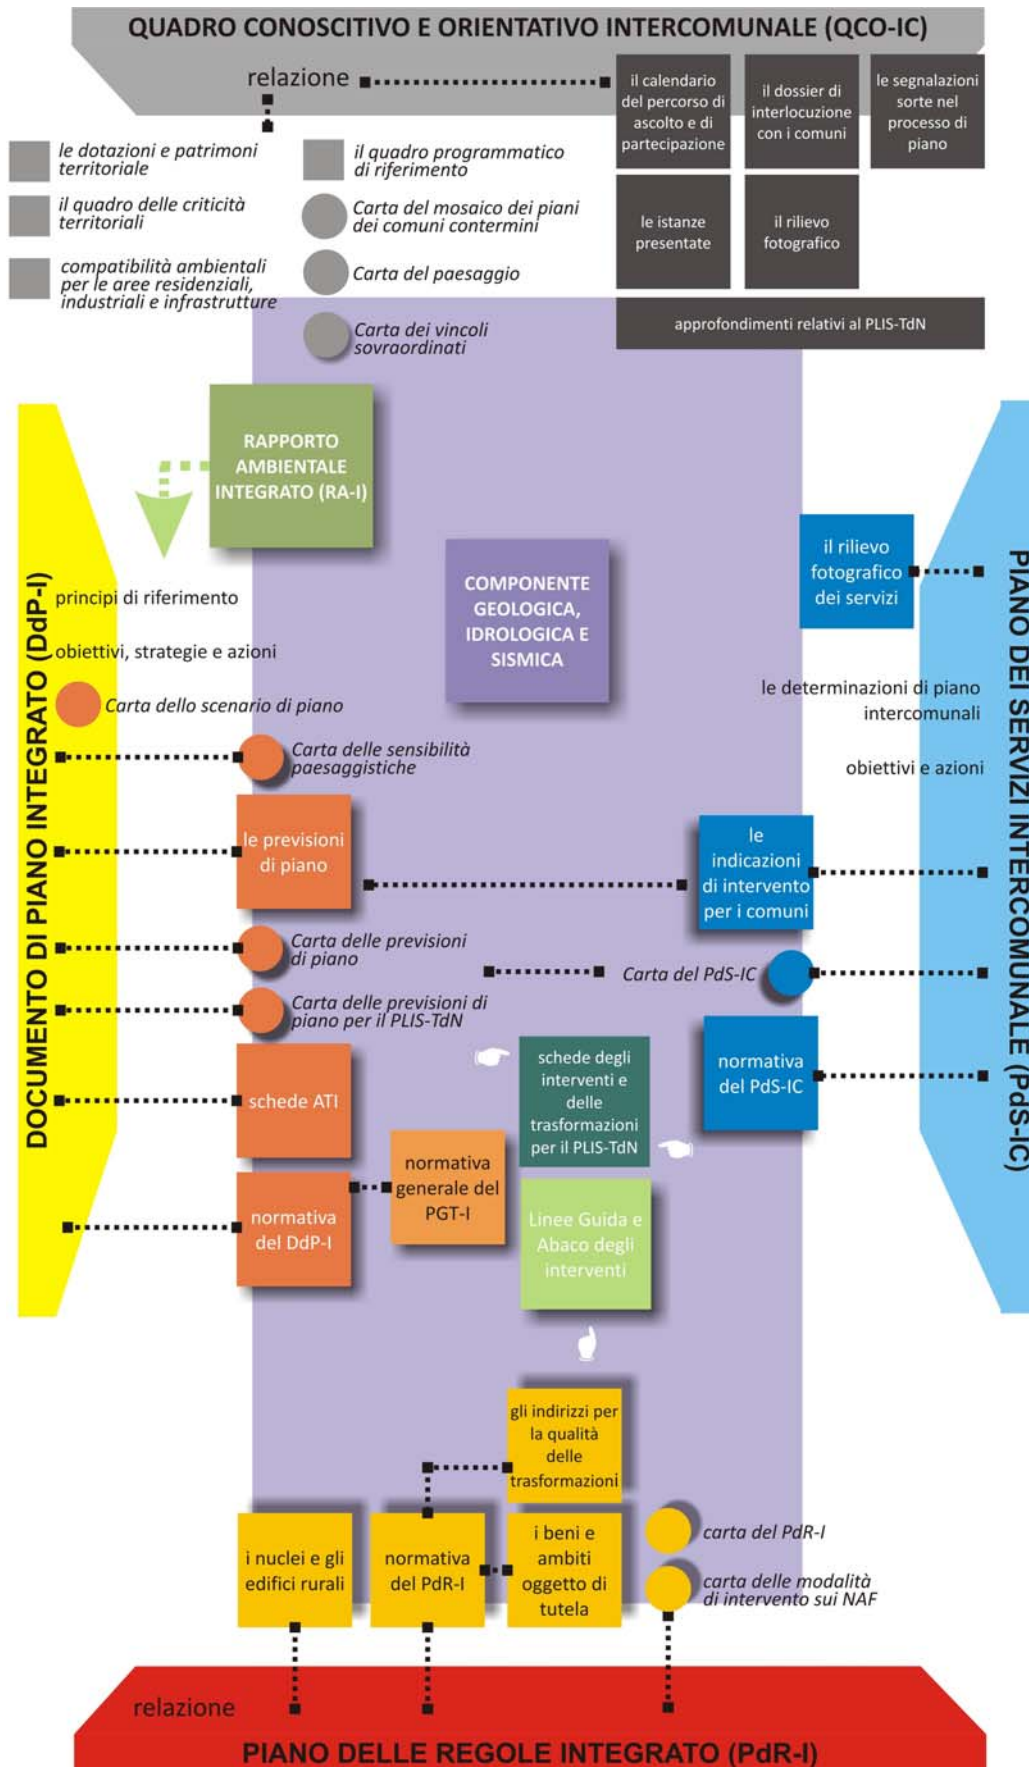 QUADRO CONOSCITIVO E ORIENTATIVO INTERCOMUNALE (QCO-IC)
relazione
il calendario
del percorso di
ascolto e di
partecipazione
il dossier di
interlocuzione
con i comuni
le segnalazioni
sorte nel
processo di
piano
le dotazioni e patrimoni
territoriale
il quadro delle criticità
territoriali
compatibilità ambientali
per le aree residenziali,
industriali e infrastrutture
il quadro programmatico
di riferimento
Carta del mosaico dei piani
dei comuni contermini
Carta del paesaggio
Carta dei vincoli
sovraordinati
le istanze
presentate
il rilievo
fotografico
approfondimenti relativi al PLIS-TdN
RAPPORTO
AMBIENTALE
INTEGRATO (RA-I)
COMPONENTE
GEOLOGICA,
IDROLOGICA E
SISMICA
DOCUMENTO DI PIANO INTEGRATO (DdP-I)
principi di riferimento
obiettivi, strategie e azioni
Carta dello scenario di piano
Carta delle sensibilità
paesaggistiche
le previsioni
di piano
Carta delle previsioni
di piano
Carta delle previsioni di
piano per il PLIS-TdN
schede ATI
normativa
del DdP-I
normativa
generale del
PGT-I
PIANO DEI SERVIZI INTERCOMUNALE (PdS-IC)
il rilievo
fotografico
dei servizi
le determinazioni di piano
intercomunali
obiettivi e azioni
le
indicazioni
di intervento
per i comuni
Carta del PdS-IC
normativa
del PdS-IC
schede degli
interventi e
delle
trasformazioni
per il PLIS-TdN
Linee Guida e
Abaco degli
interventi
gli indirizzi per
la qualità
delle
trasformazioni
i nuclei e gli
edifici rurali
normativa
del PdR-I
i beni e
ambiti
oggetto di
tutela
carta del PdR-I
carta delle modalità
di intervento sui NAF
relazione
PIANO DELLE REGOLE INTEGRATO (PdR-I)